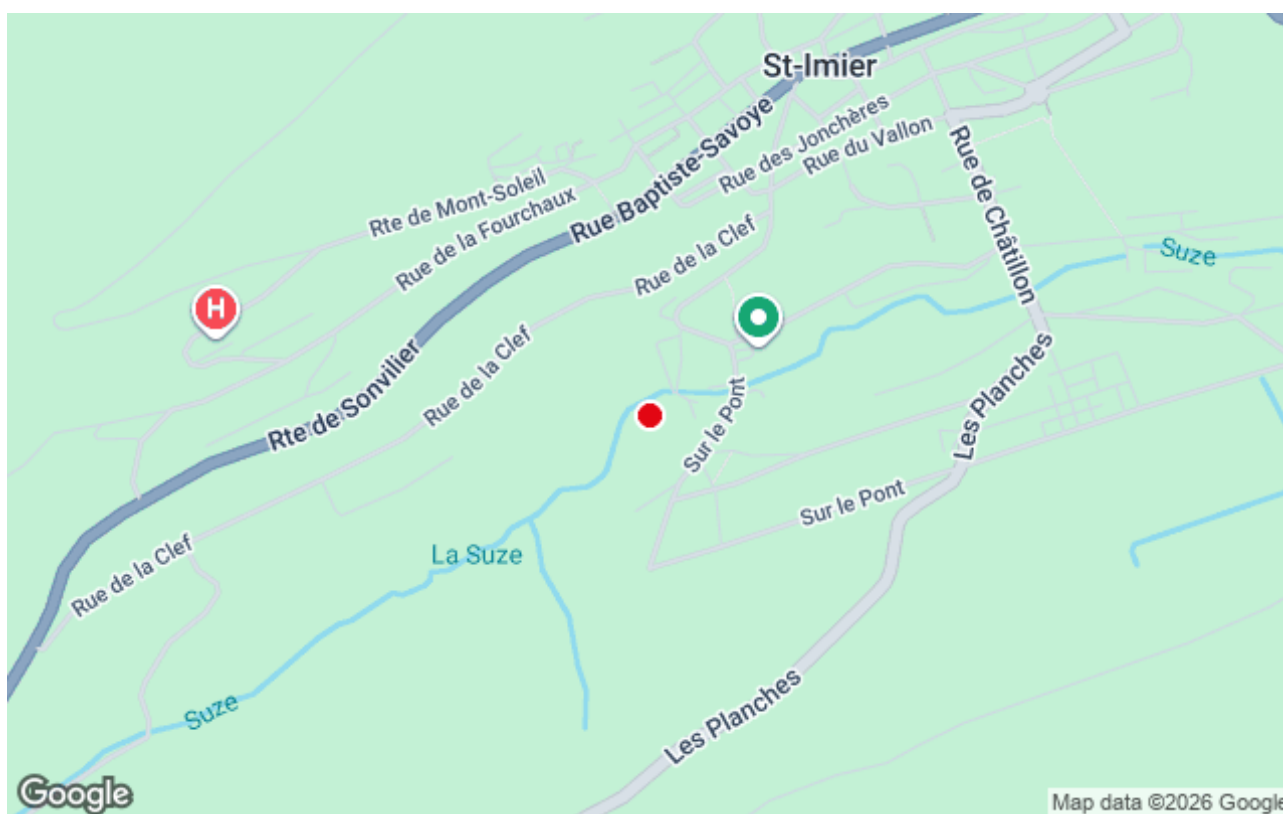 St-Imier
Rue Baptiste-Savoye
Rue des Jonchères
Rue du Vallon
Rue de Châtillon
Rte de Mont-Soleil
Rue de la Fourchaux
Rue de la Clef
Suze
H
Rte de Sonvilier
Rue de la Clef
Sur le Pont
Les Planches
Sur le Pont
La Suze
Rue de la Clef
Suze
Les Planches
Google
Map data ©2026 Google